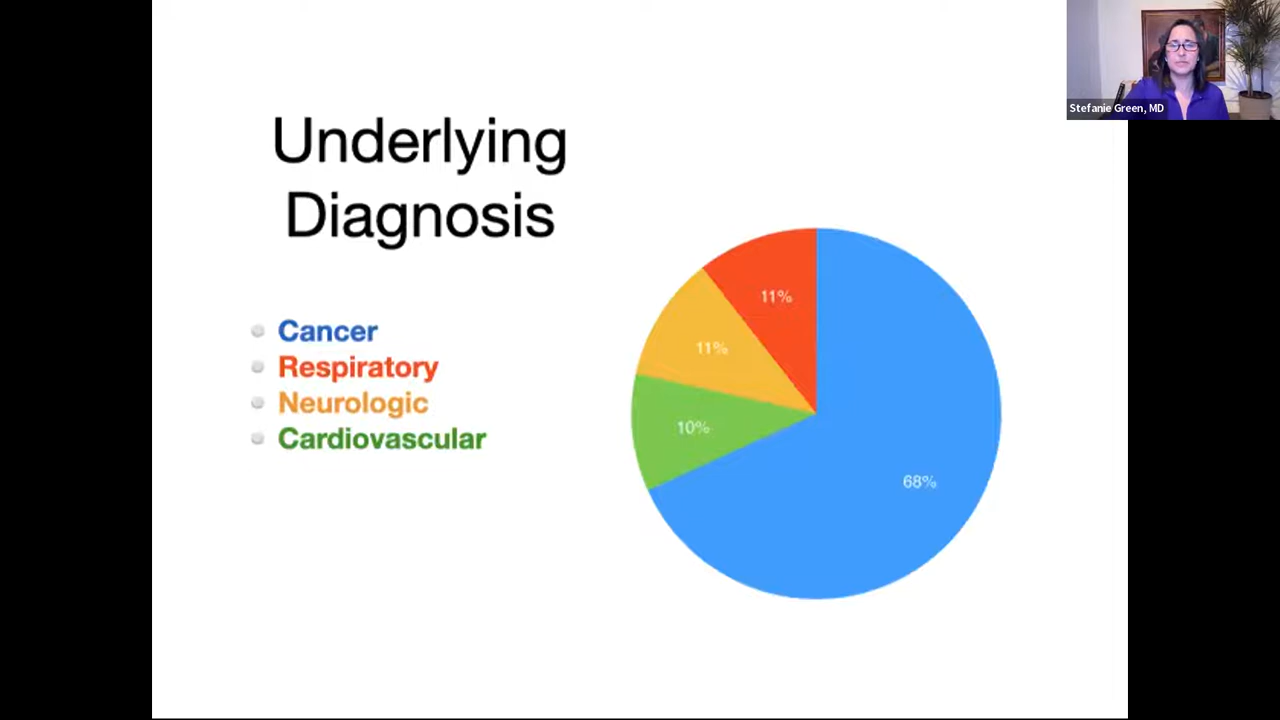 Stefanie Green, MD
Underlying
Diagnosis
Cancer
Respiratory
Neurologic
Cardiovascular
11%
11%
10%
68%